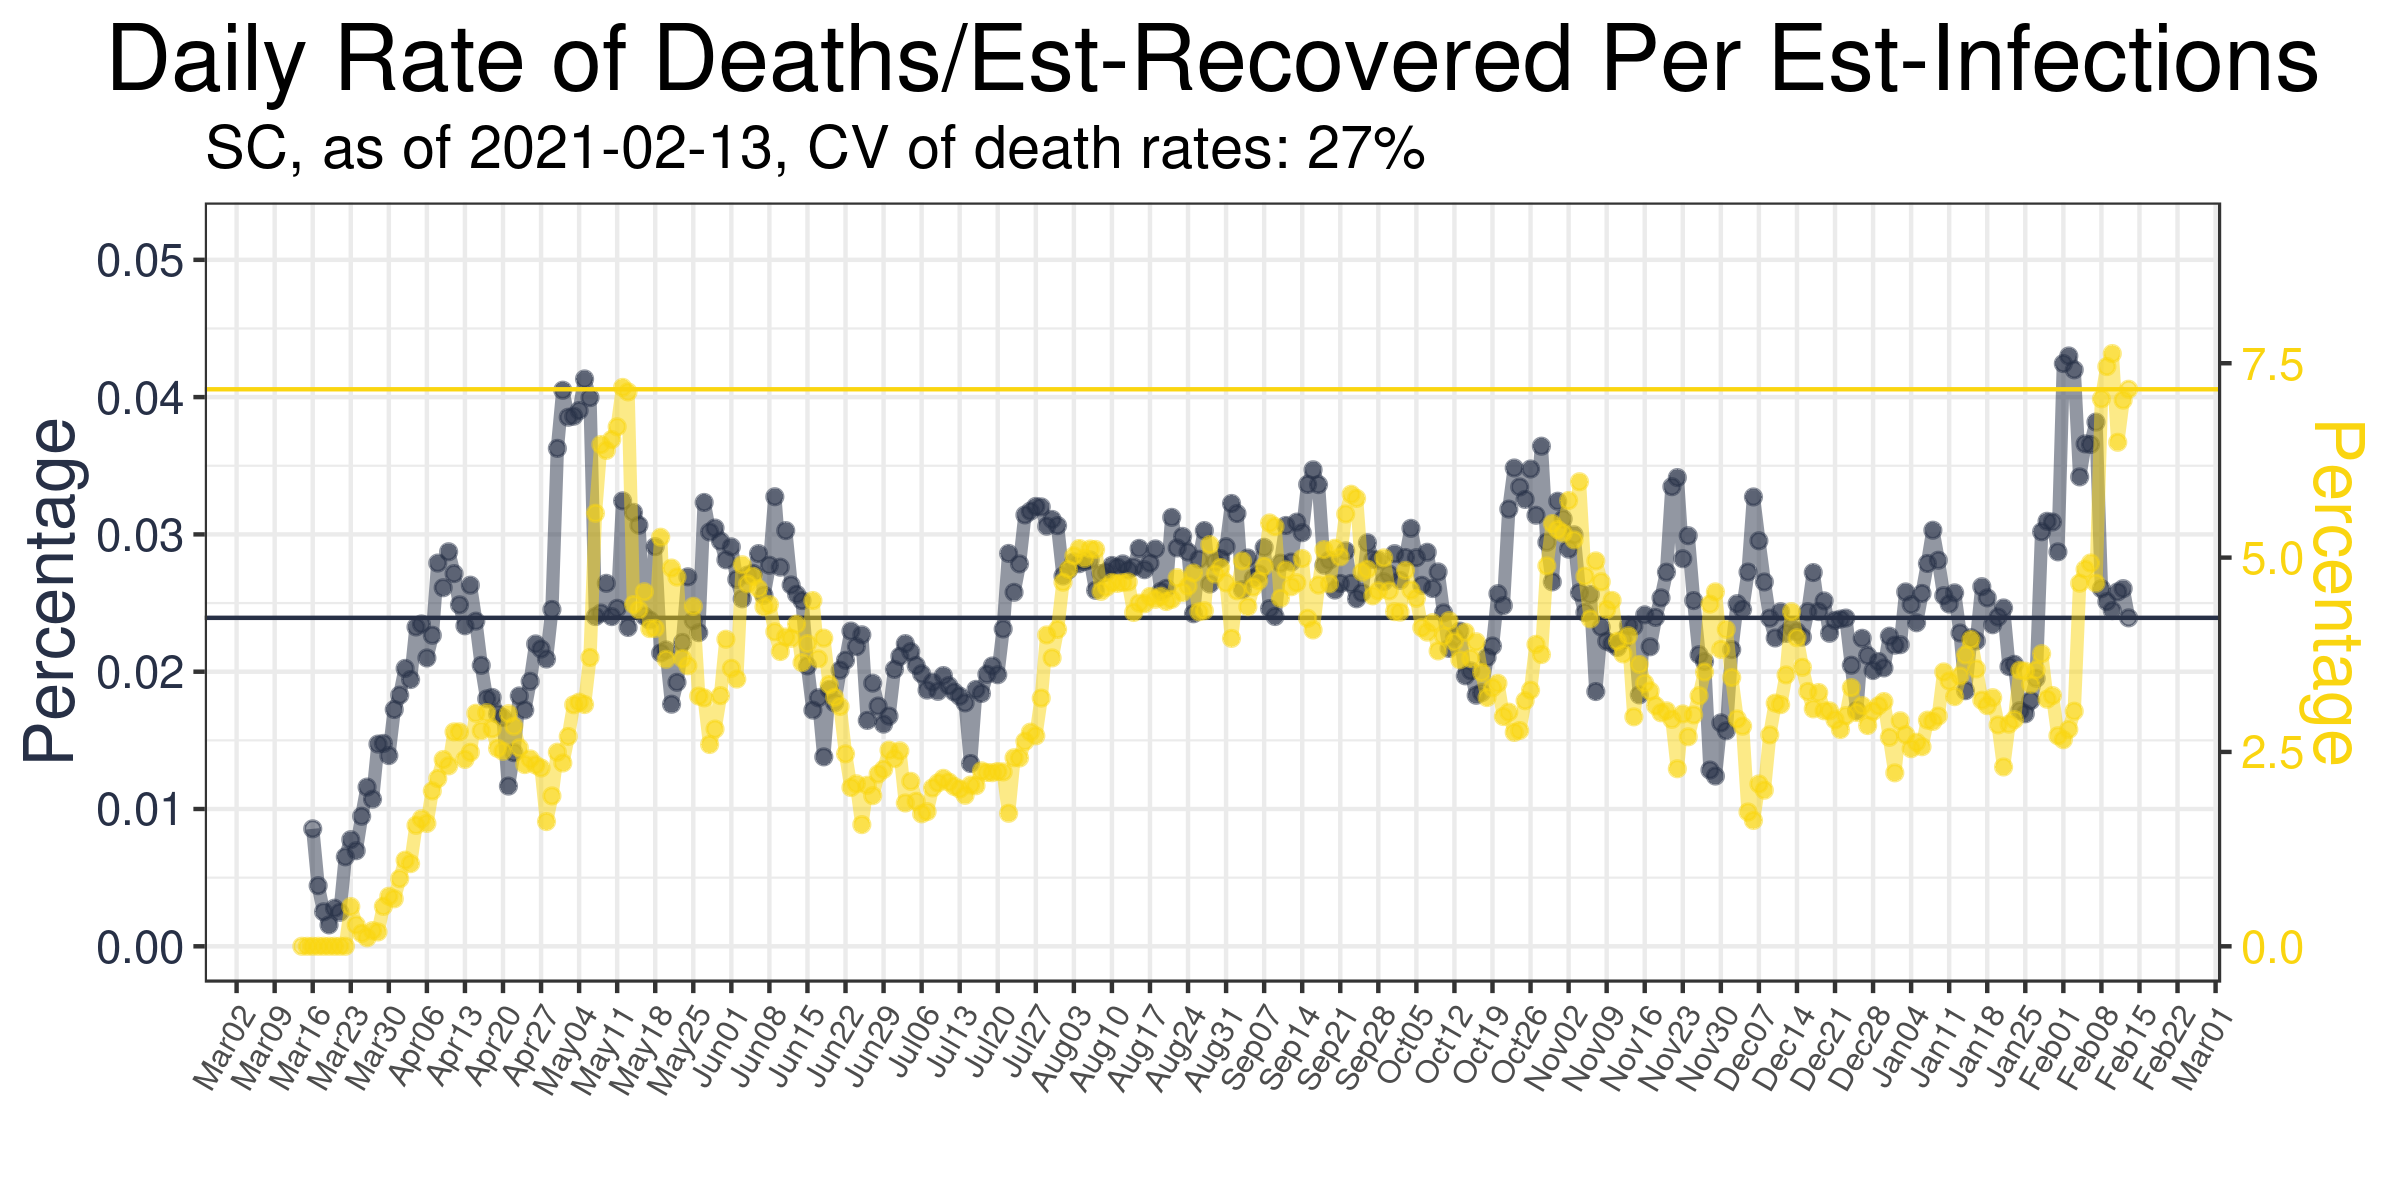 Daily Rate of Deaths/Est-Recovered Per Est-Infections
SC, as of 2021-02-13, CV of death rates: 27%
Percentage
0.05
0.04
0.03
0.02
0.01
0.00
7.5
5.0
2.5
0.0
Percentage
Mar02 Mar09 Mar16 Mar23 Mar30 Apr06 Apr13 Apr20 Apr27 May04 May11 May18 May25 Jun01 Jun08 Jun15 Jun22 Jun29 Jul06 Jul13 Jul20 Jul27 Aug03 Aug10 Aug17 Aug24 Aug31 Sep07 Sep14 Sep21 Sep28 Oct05 Oct12 Oct19 Oct26 Nov02 Nov09 Nov16 Nov23 Nov30 Dec07 Dec14 Dec21 Dec28 Jan04 Jan11 Jan18 Jan25 Feb01 Feb08 Feb15 Feb22 Mar01